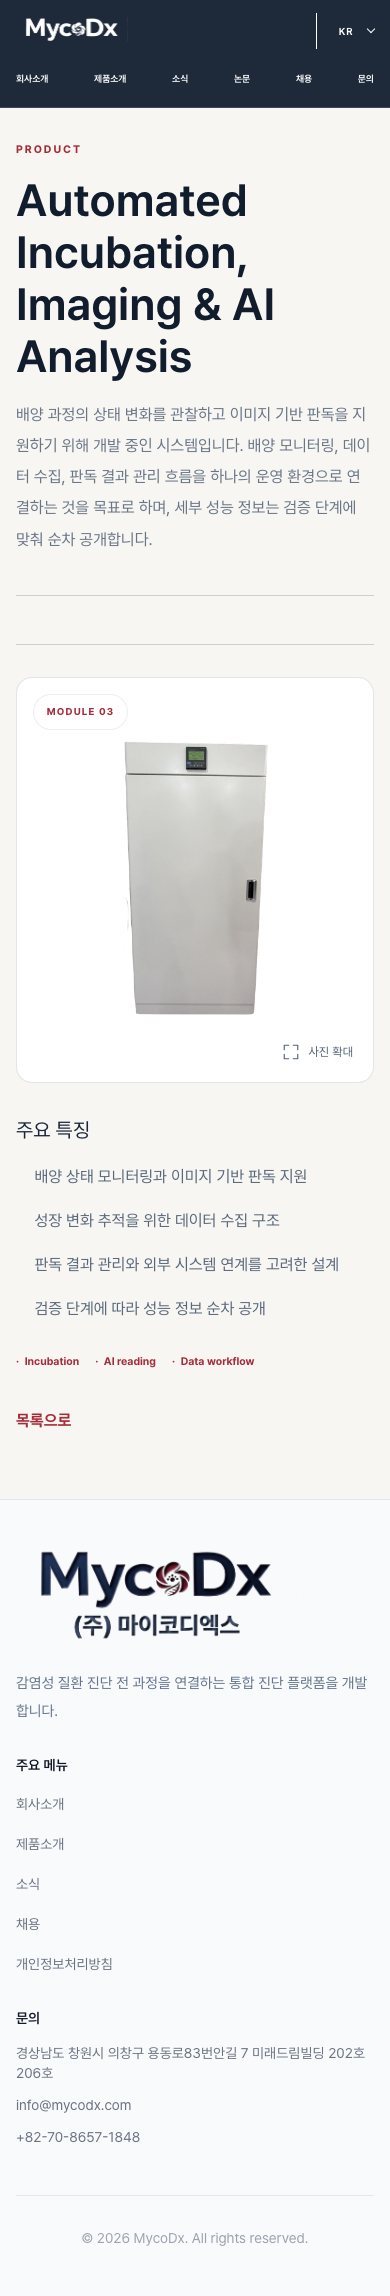 MycoDx
KR
회사소개 제품소개 소식 논문 채용 문의
PRODUCT
Automated
Incubation,
Imaging & AI
Analysis
배양 과정의 상태 변화를 관찰하고 이미지 기반 판독을 지
원하기 위해 개발 중인 시스템입니다. 배양 모니터링, 데이
터 수집, 판독 결과 관리 흐름을 하나의 운영 환경으로 연
결하는 것을 목표로 하며, 세부 성능 정보는 검증 단계에
맞춰 순차 공개합니다.
MODULE 03
사진 확대
주요 특징
배양 상태 모니터링과 이미지 기반 판독 지원
성장 변화 추적을 위한 데이터 수집 구조
판독 결과 관리와 외부 시스템 연계를 고려한 설계
검증 단계에 따라 성능 정보 순차 공개
· Incubation · AI reading · Data workflow
목록으로
MycoDx
(주) 마이코디엑스
감염성 질환 진단 전 과정을 연결하는 통합 진단 플랫폼을 개발
합니다.
주요 메뉴
회사소개
제품소개
소식
채용
개인정보처리방침
문의
경상남도 창원시 의창구 용동로83번안길 7 미래드림빌딩 202호
206호
info@mycodx.com
+82-70-8657-1848
© 2026 MycoDx. All rights reserved.